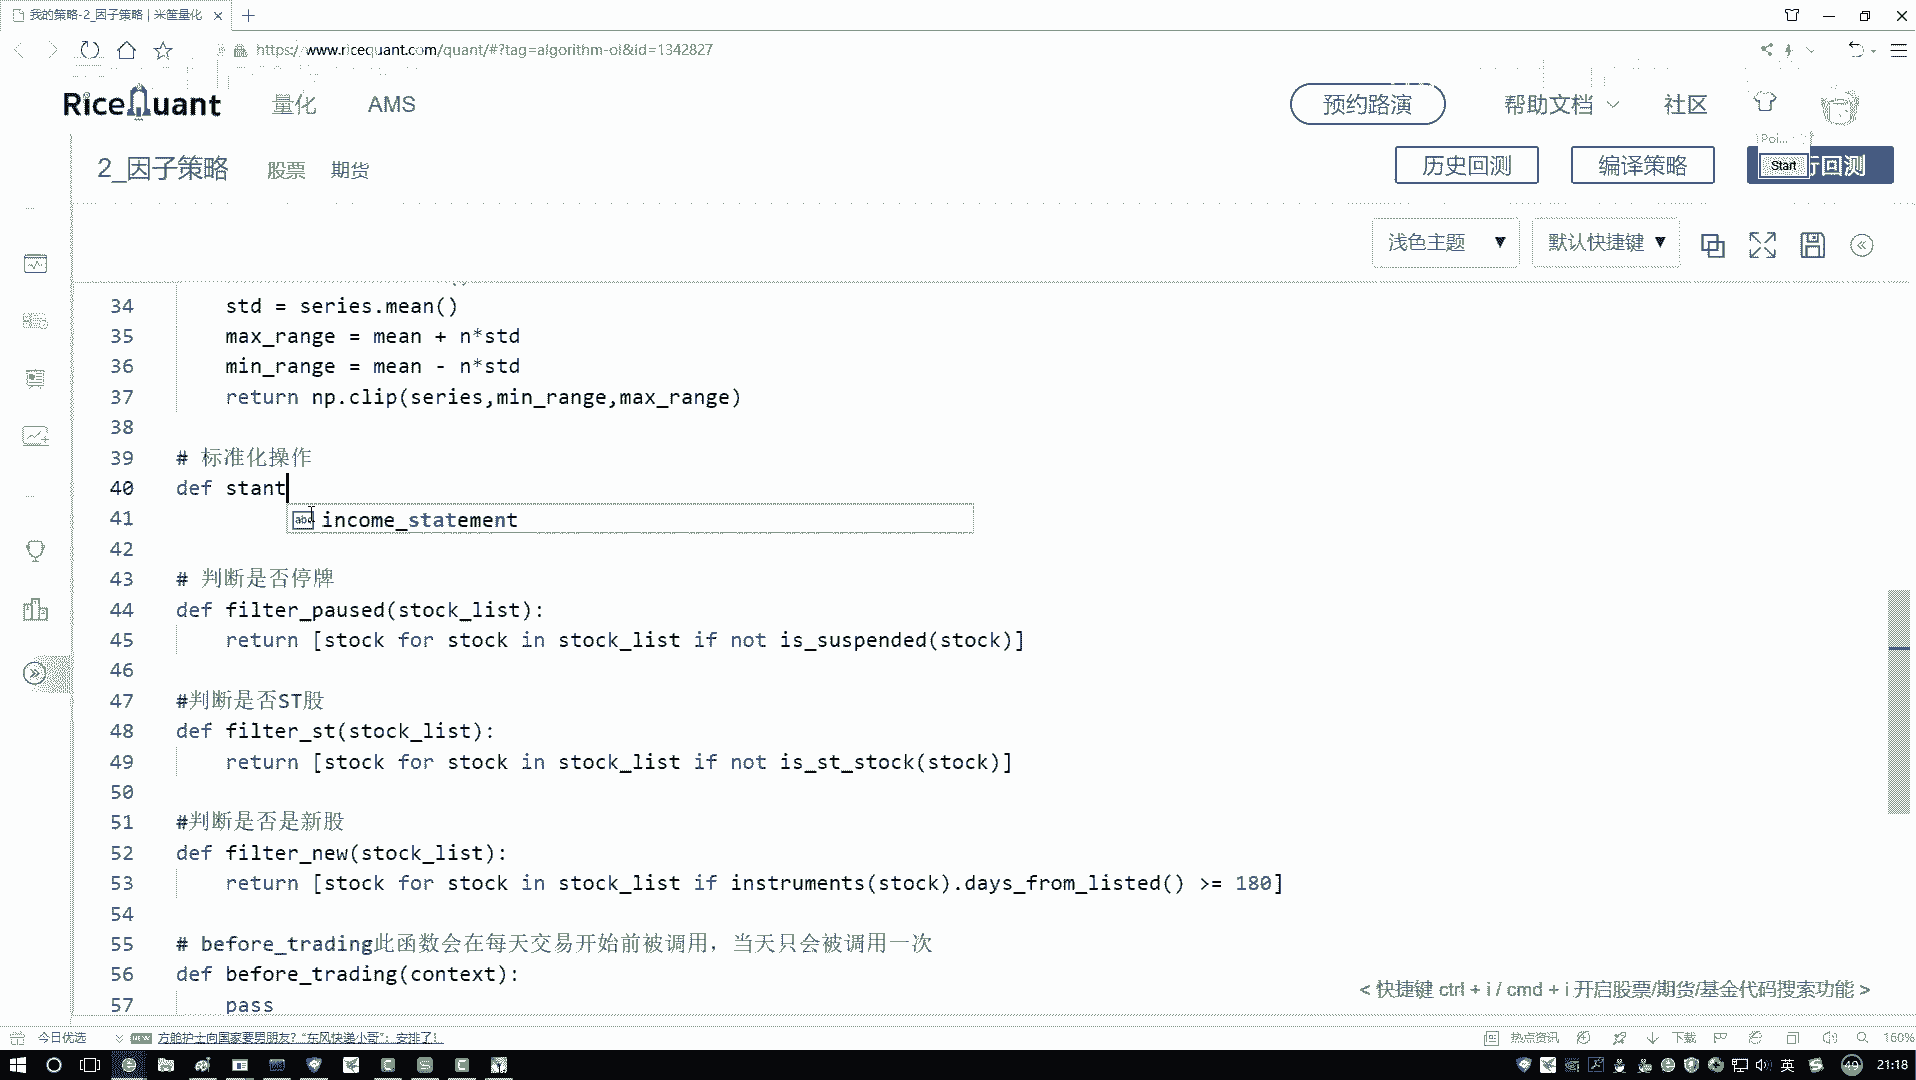 我的策略-2_因子策略 | 米筐量化
https://www.ricequant.com/quant/#?tag=algorithm-ol&id=1342827
RiceQuant 量化 AMS 预约路演 帮助文档 社区
Poi...
2_因子策略 股票 期货 历史回测 编译策略 Start 行回测
浅色主题 ▼ 默认快捷键 ▼
34 std = series.mean()
35 max_range = mean + n*std
36 min_range = mean - n*std
37 return np.clip(series,min_range,max_range)
38
39 # 标准化操作
40 def stant
41 abc income_statement
42
43 # 判断是否停牌
44 def filter_paused(stock_list):
45 return [stock for stock in stock_list if not is_suspended(stock)]
46
47 #判断是否ST股
48 def filter_st(stock_list):
49 return [stock for stock in stock_list if not is_st_stock(stock)]
50
51 #判断是否是新股
52 def filter_new(stock_list):
53 return [stock for stock in stock_list if instruments(stock).days_from_listed() >= 180]
54
55 # before_trading此函数会在每天交易开始前被调用，当天只会被调用一次
56 def before_trading(context):
57 pass
< 快捷键 ctrl + i / cmd + i 开启股票/期货/基金代码搜索功能 >
今日优选 NEW 方舱护士向国家要男朋友？“东风快递小哥”：安排了！ 热点资讯 下载 160%
英 49 21:18